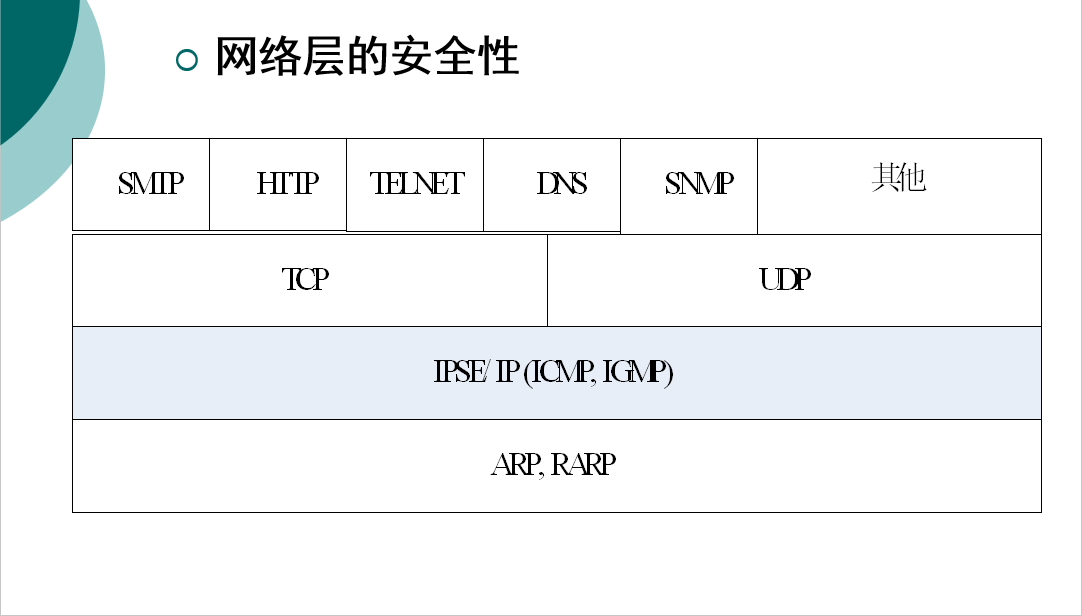 网络层的安全性
SMTP HTTP TELNET DNS SNMP 其他
TCP UDP
IPSE/ IP (ICMP, IGMP)
ARP, RARP